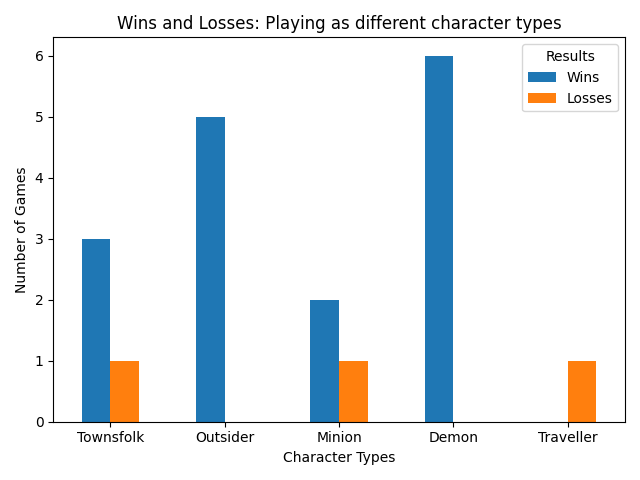 Wins and Losses: Playing as different character types
Results
Wins
Losses
Number of Games
6
5
4
3
2
1
0
Townsfolk
Outsider
Minion
Demon
Traveller
Character Types